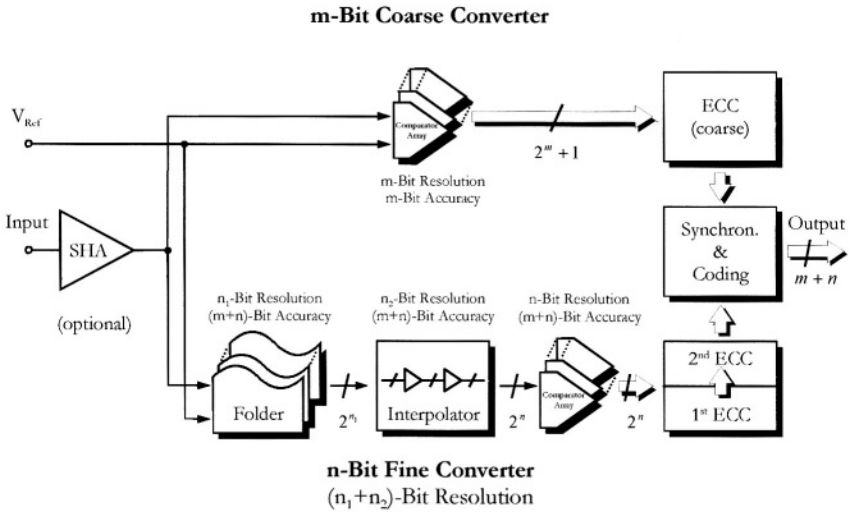 m-Bit Coarse Converter
V_Ref
Comparator
Array
2^m + 1
ECC
(coarse)
m-Bit Resolution
m-Bit Accuracy
Input
SHA
(optional)
Synchron.
&
Coding
Output
m + n
n₁-Bit Resolution
(m+n)-Bit Accuracy
n₂-Bit Resolution
(m+n)-Bit Accuracy
n-Bit Resolution
(m+n)-Bit Accuracy
Folder
2^n₁
Interpolator
2^n
Comparator
Array
2^n
2nd ECC
1st ECC
n-Bit Fine Converter
(n₁+n₂)-Bit Resolution